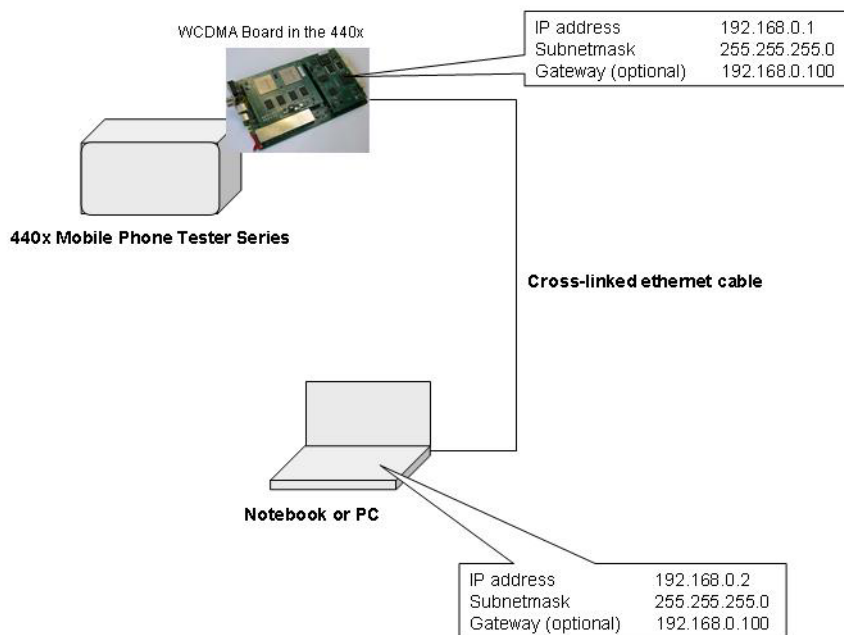 WCDMA Board in the 440x
IP address 192.168.0.1
Subnetmask 255.255.255.0
Gateway (optional) 192.168.0.100
440x Mobile Phone Tester Series
Cross-linked ethernet cable
Notebook or PC
IP address 192.168.0.2
Subnetmask 255.255.255.0
Gateway (optional) 192.168.0.100